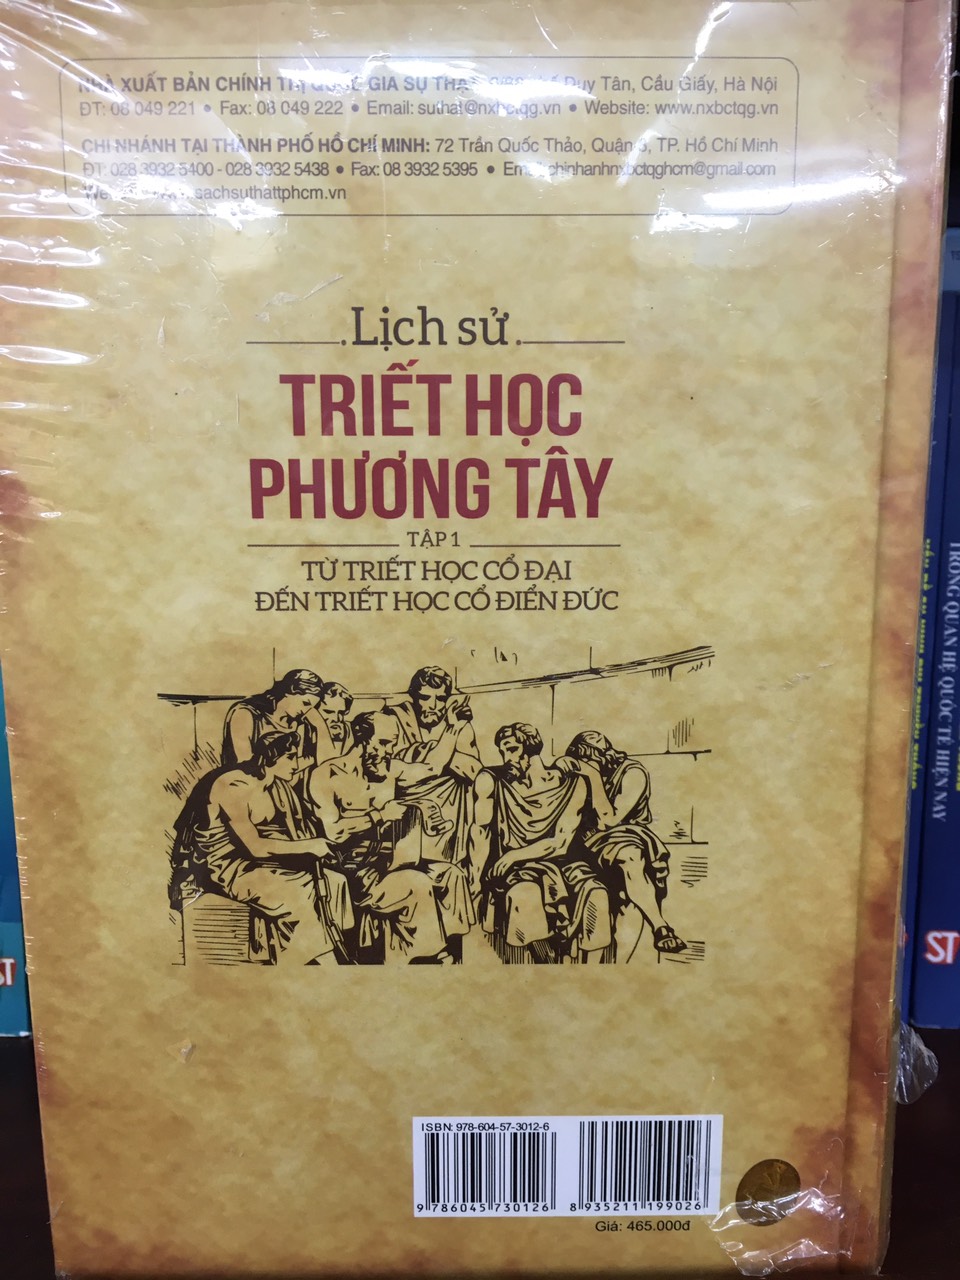 NHÀ XUẤT BẢN CHÍNH TRỊ QUỐC GIA SỰ THẬT, Duy Tân, Cầu Giấy, Hà Nội
ĐT: 08 049 221 • Fax: 08 049 222 • Email: suthat@nxbctqg.vn • Website: www.nxbctqg.vn
CHI NHÁNH TẠI THÀNH PHỐ HỒ CHÍ MINH: 72 Trần Quốc Thảo, Quận 3, TP. Hồ Chí Minh
ĐT: 028 3932 5400 - 028 3932 5438 • Fax: 08 3932 5395 • Email: chinhanhnxbctqghcm@gmail.com
sachsuthattphcm.vn
Lịch sử
TRIẾT HỌC
PHƯƠNG TÂY
TẬP 1
TỪ TRIẾT HỌC CỔ ĐẠI
ĐẾN TRIẾT HỌC CỔ ĐIỂN ĐỨC
ISBN: 978-604-57-3012-6
9 786045 730126
8 935211 199026
Giá: 465.000đ
TRONG QUAN HỆ QUỐC TẾ HIỆN NAY
ST
ST